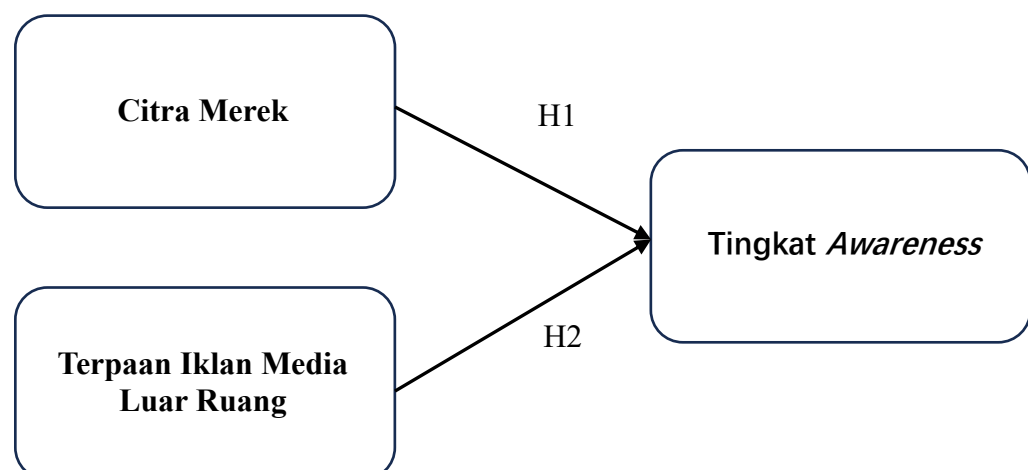 Citra Merek
H1
Tingkat Awareness
H2
Terpaan Iklan Media
Luar Ruang